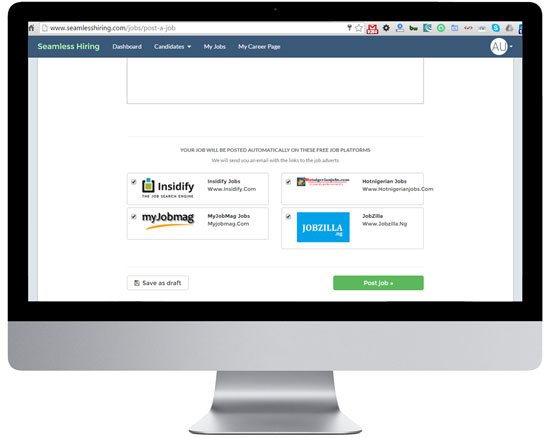 www.seamlesshiring.com/jobs/post-a-job
Seamless Hiring Dashboard Candidates My Jobs My Career Page AU
YOUR JOB WILL BE POSTED AUTOMATICALLY ON THESE FREE JOB PLATFORMS
We will send you an email with the links to the job adverts
Insidify
THE JOB SEARCH ENGINE
Insidify Jobs
Www.Insidify.Com
Hotnigerianjobs.com
Hotnigerian Jobs
Www.Hotnigerianjobs.Com
myJobmag
MyJobMag Jobs
Myjobmag.Com
JOBZILLA
.ng
JobZilla
Www.Jobzilla.Ng
Save as draft
Post job »